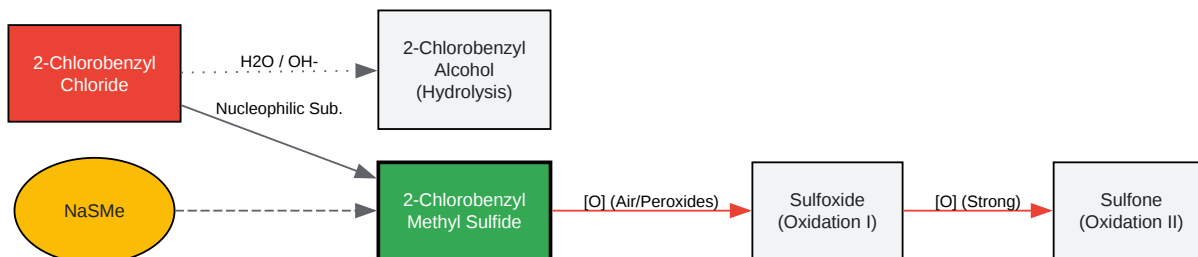 2-Chlorobenzyl
Chloride
H2O / OH-
2-Chlorobenzyl
Alcohol
(Hydrolysis)
Nucleophilic Sub.
NaSMe
2-Chlorobenzyl
Methyl Sulfide
[O] (Air/Peroxides)
Sulfoxide
(Oxidation I)
[O] (Strong)
Sulfone
(Oxidation II)